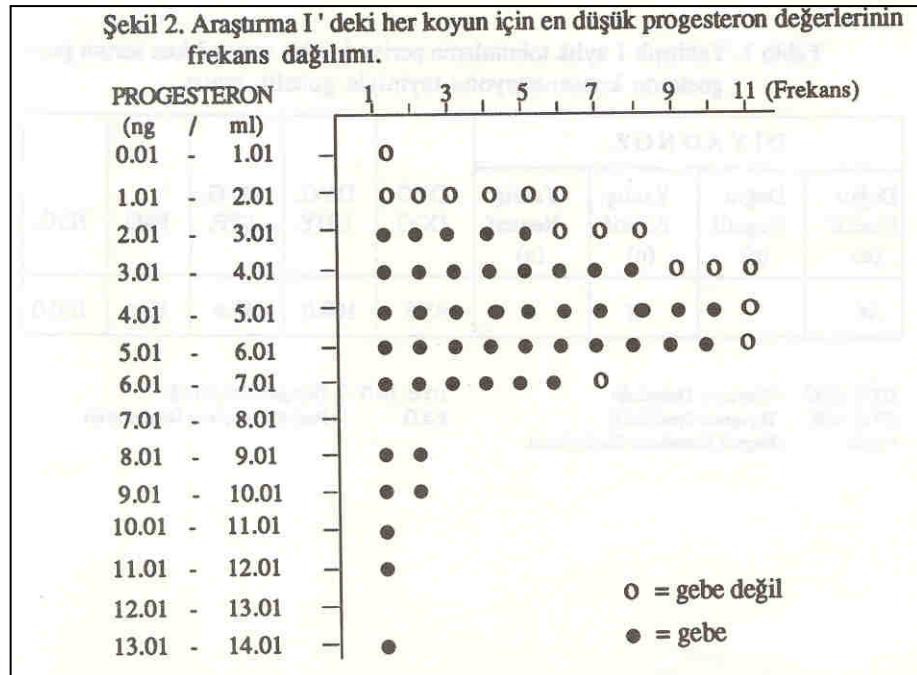 Şekil 2. Araştırma I ' deki her koyun için en düşük progesteron değerlerinin
frekans dağılımı.
PROGESTERON 1 3 5 7 9 11 (Frekans)
(ng / ml)
0.01 - 1.01
1.01 - 2.01
2.01 - 3.01
3.01 - 4.01
4.01 - 5.01
5.01 - 6.01
6.01 - 7.01
7.01 - 8.01
8.01 - 9.01
9.01 - 10.01
10.01 - 11.01
11.01 - 12.01
12.01 - 13.01
13.01 - 14.01
o = gebe değil
● = gebe